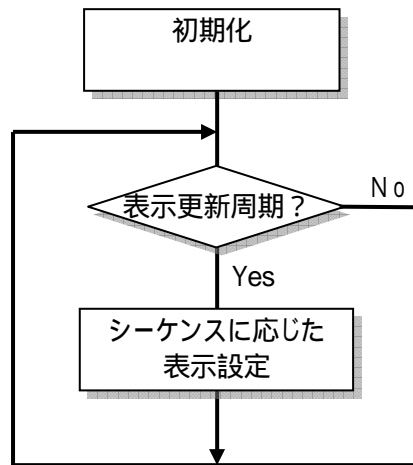 初期化
表示更新周期？
No
Yes
シーケンスに応じた
表示設定